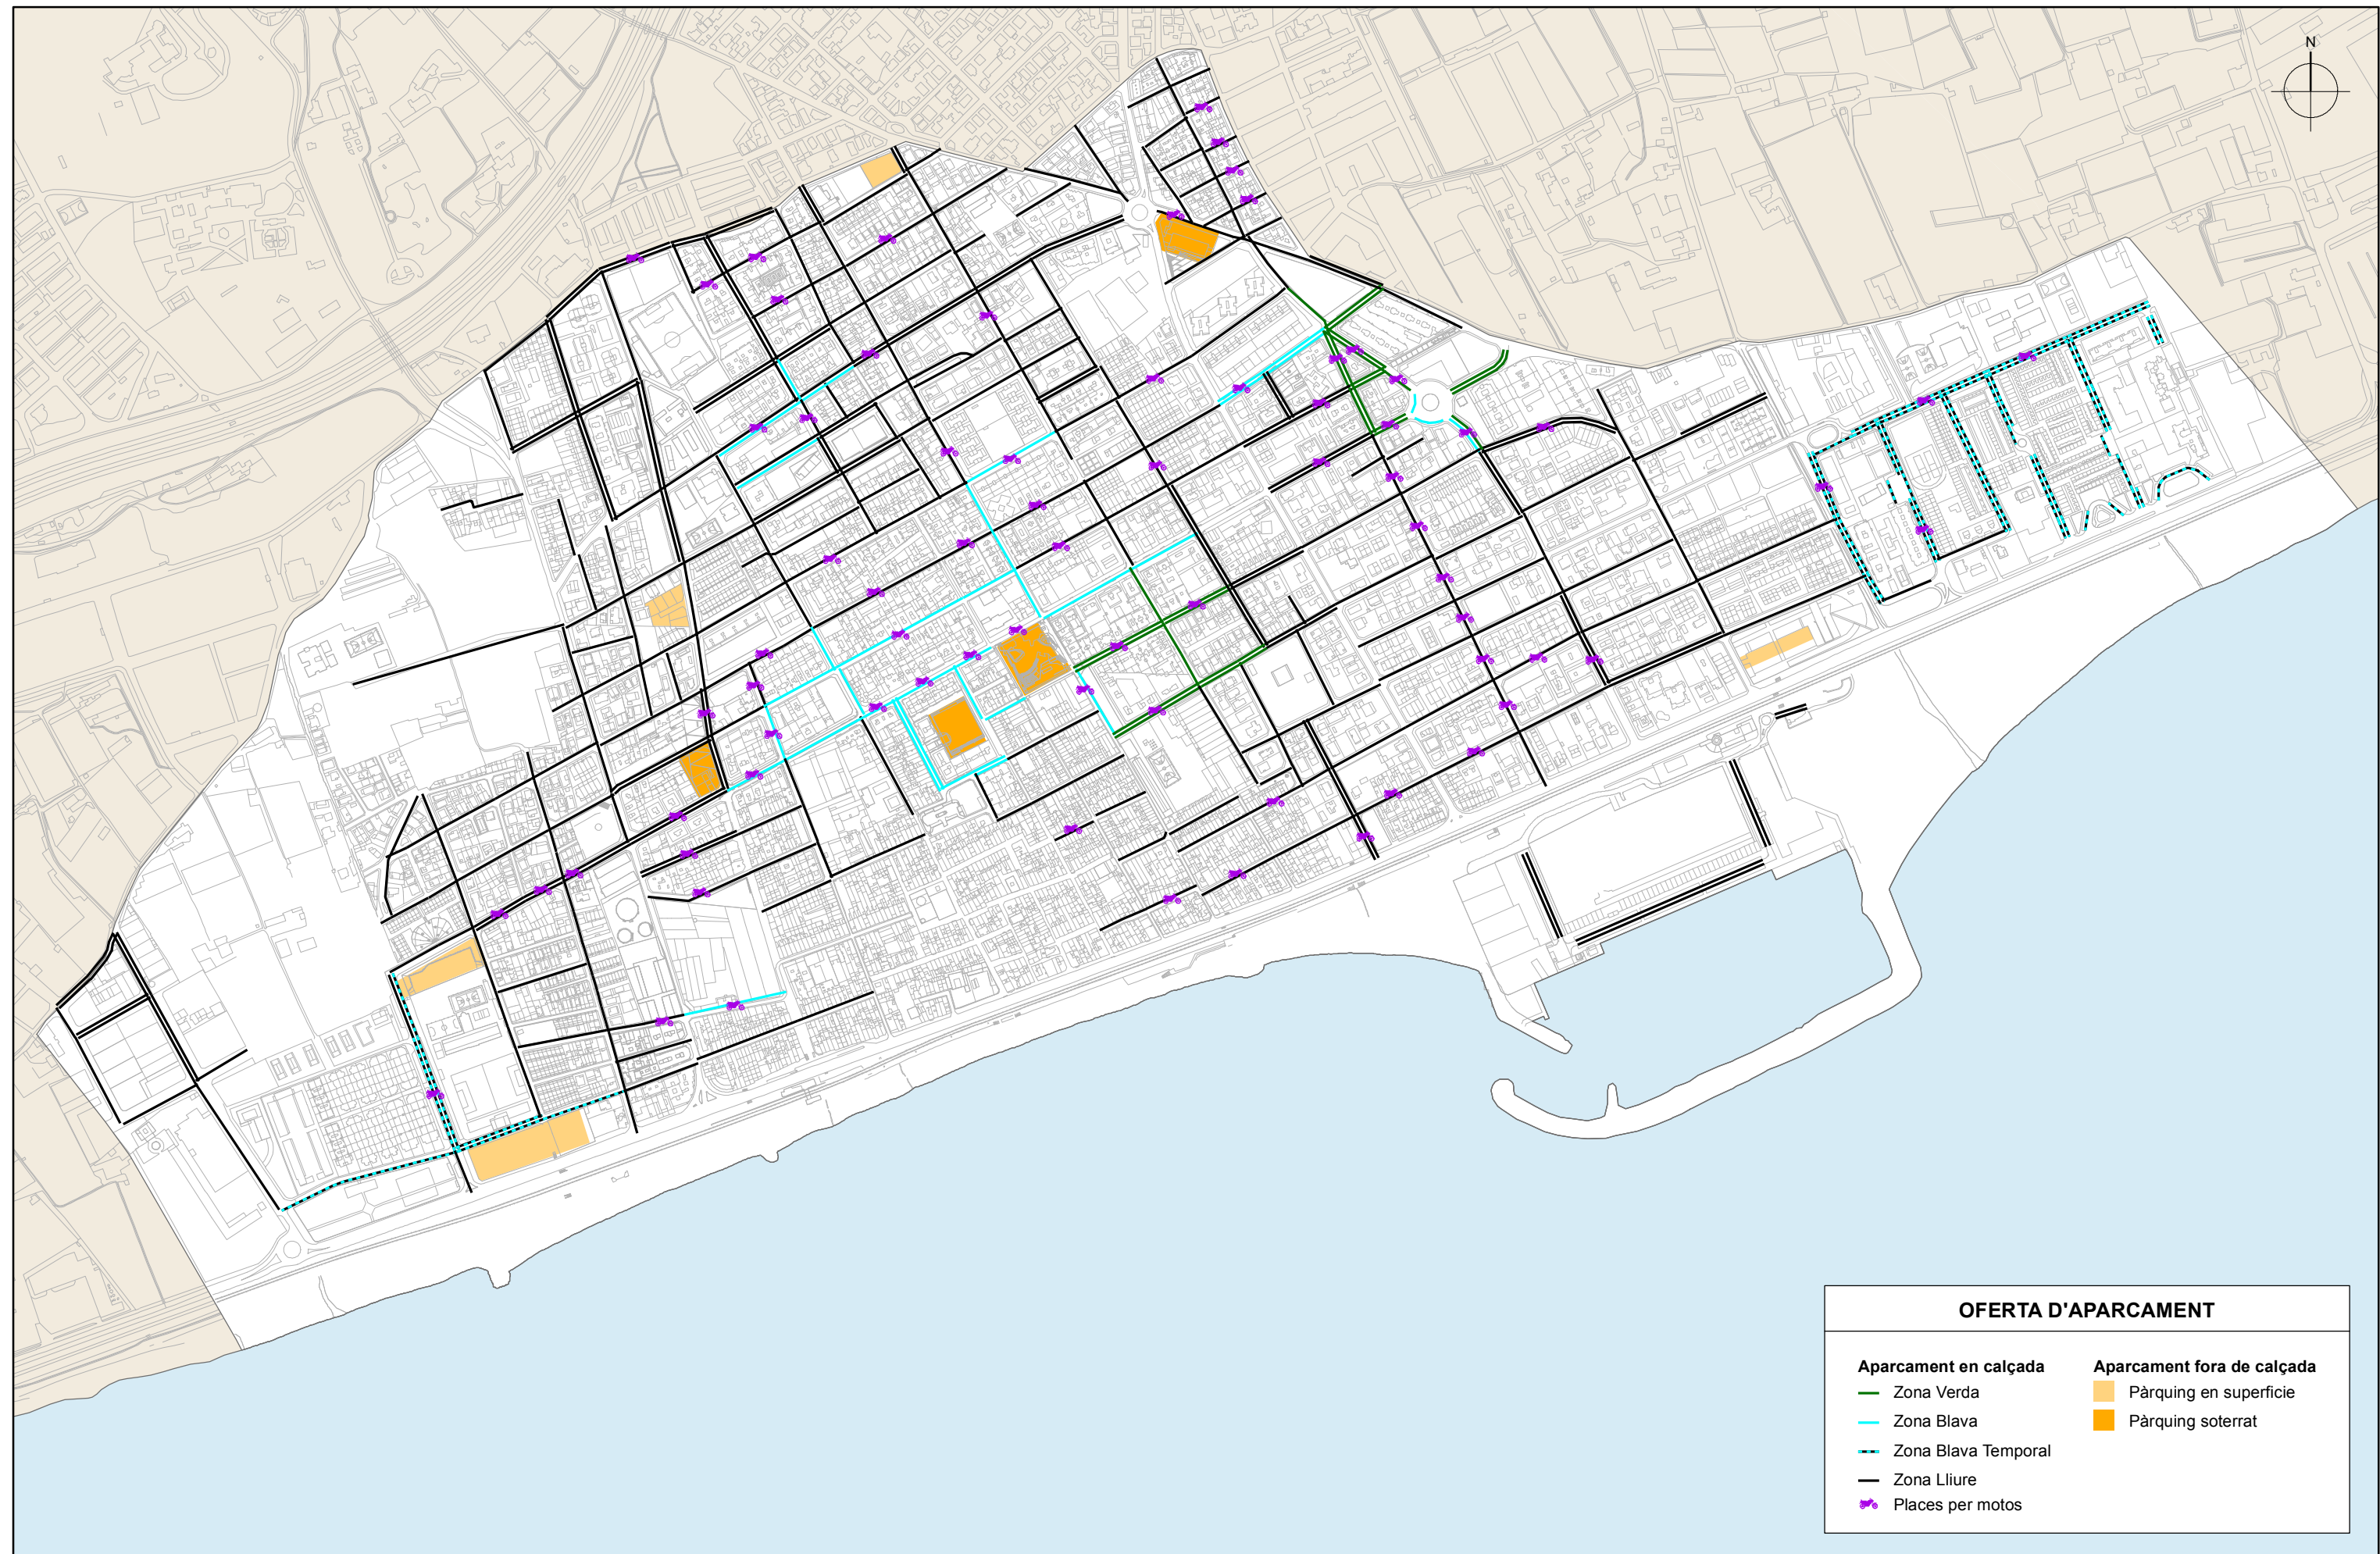 N
OFERTA D'APARCAMENT
Aparcament en calçada
Zona Verda
Zona Blava
Zona Blava Temporal
Zona Lliure
Places per motos
Aparcament fora de calçada
Pàrquing en superficie
Pàrquing soterrat